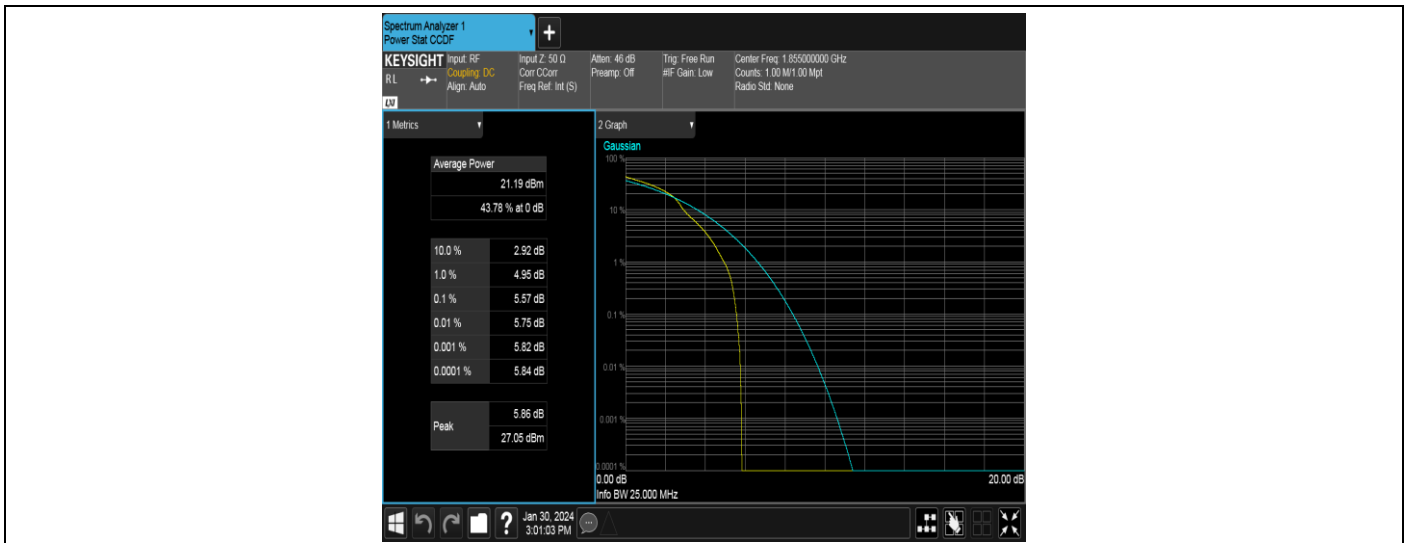 Spectrum Analyzer 1
Power Stat CCDF
+
KEYSIGHT
RL
LXI
Input: RF
Coupling: DC
Align: Auto
Input Z: 50 Ω
Corr CCorr
Freq Ref: Int (S)
Atten: 46 dB
Preamp: Off
Trig: Free Run
#IF Gain: Low
Center Freq: 1.855000000 GHz
Counts: 1.00 M/1.00 Mpt
Radio Std: None
1 Metrics
Average Power
21.19 dBm
43.78 % at 0 dB
10.0 % 2.92 dB
1.0 % 4.95 dB
0.1 % 5.57 dB
0.01 % 5.75 dB
0.001 % 5.82 dB
0.0001 % 5.84 dB
Peak
5.86 dB
27.05 dBm
2 Graph
Gaussian
100 %
10 %
1 %
0.1 %
0.01 %
0.001 %
0.0001 %
0.00 dB 20.00 dB
Info BW 25.000 MHz
?
Jan 30, 2024
3:01:03 PM